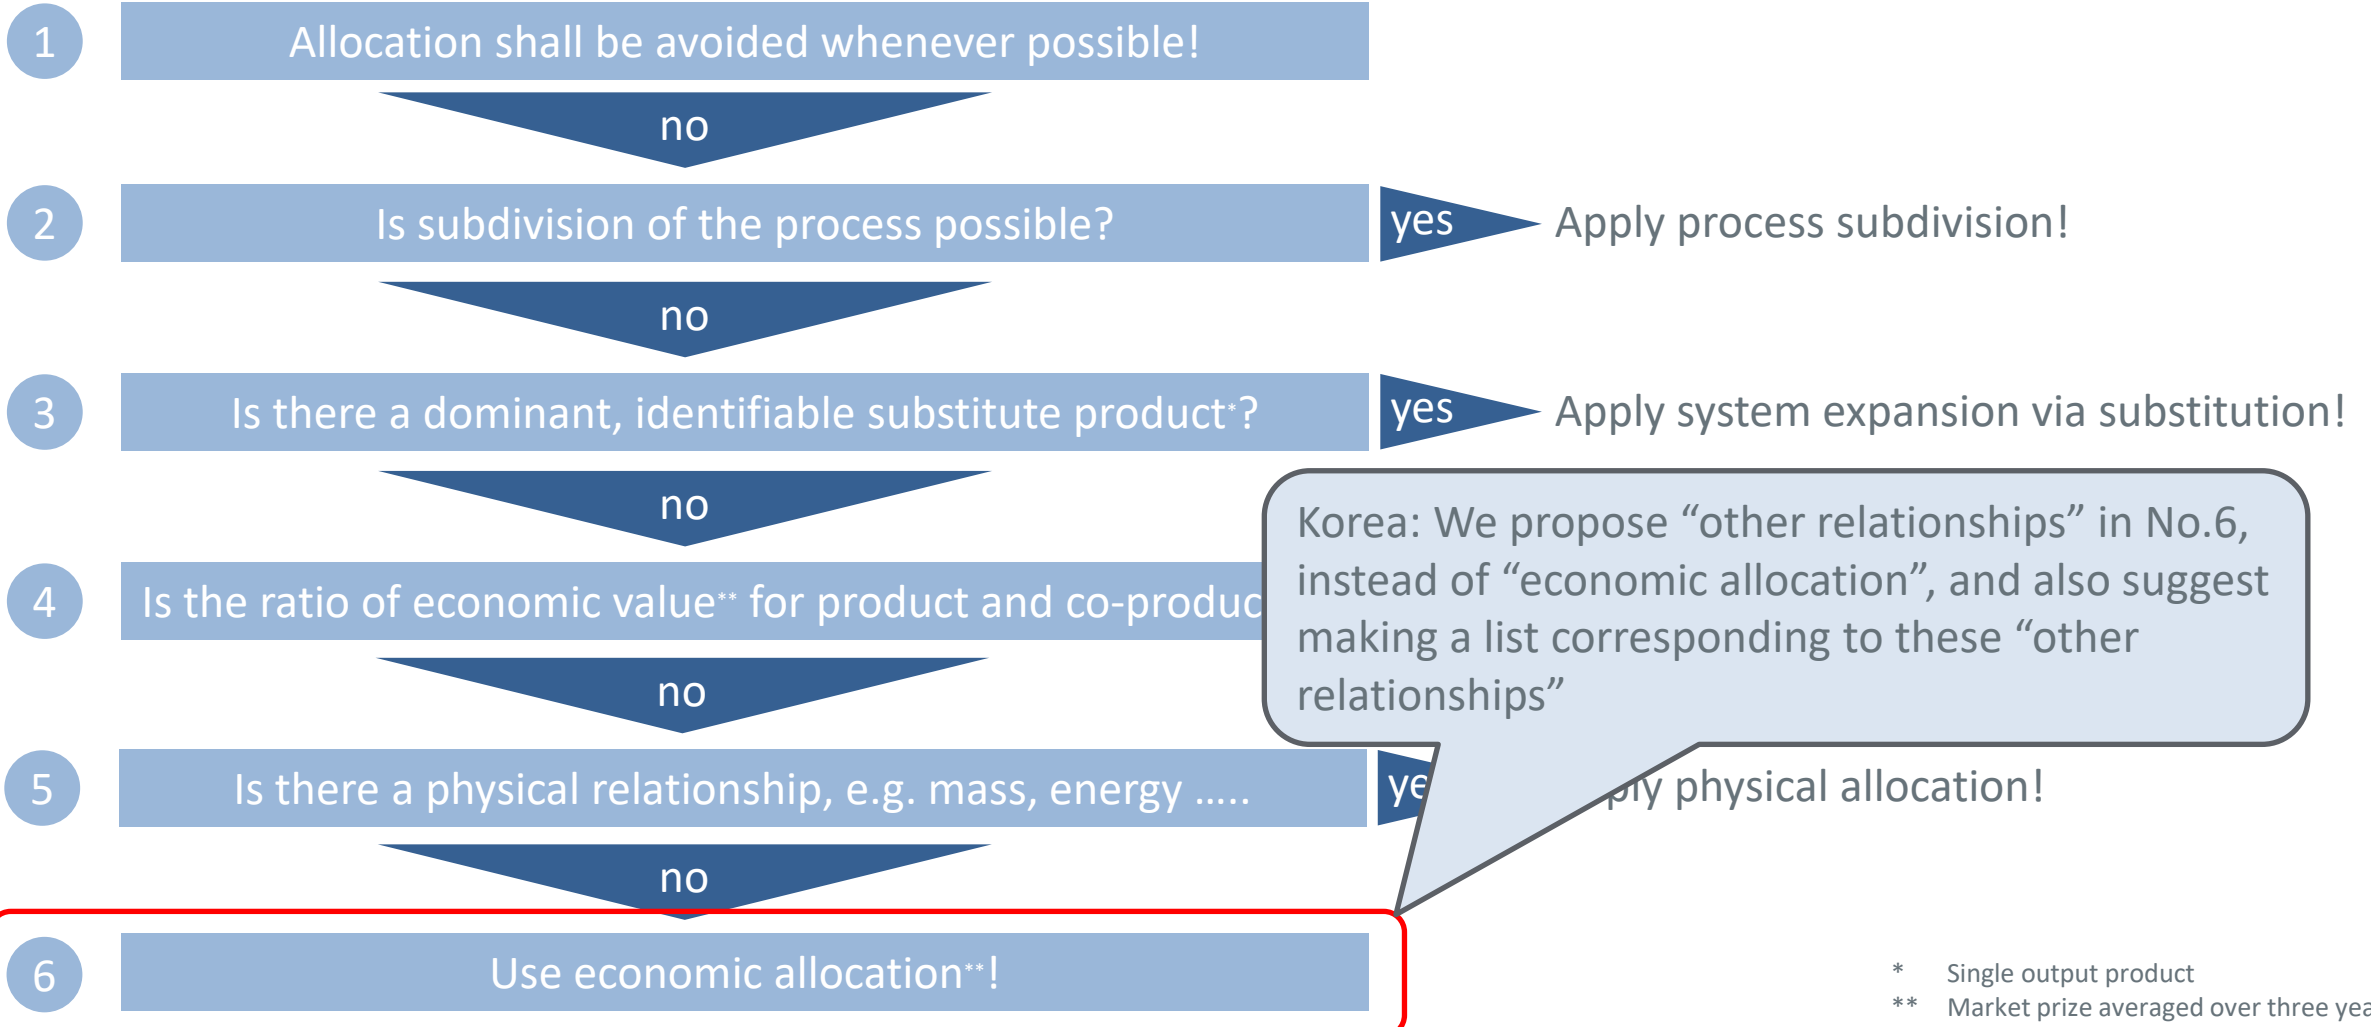 1 Allocation shall be avoided whenever possible!
no
2 Is subdivision of the process possible? yes Apply process subdivision!
no
3 Is there a dominant, identifiable substitute product*? yes Apply system expansion via substitution!
no
4 Is the ratio of economic value** for product and
Korea: We propose “other relationships” in No.6,
instead of “economic allocation”, and also suggest
making a list corresponding to these “other
relationships”
no
5 Is there a physical relationship, e.g. mass, energy ..... physical allocation!
no
6 Use economic allocation**!
* Single output product
** Market prize averaged over three